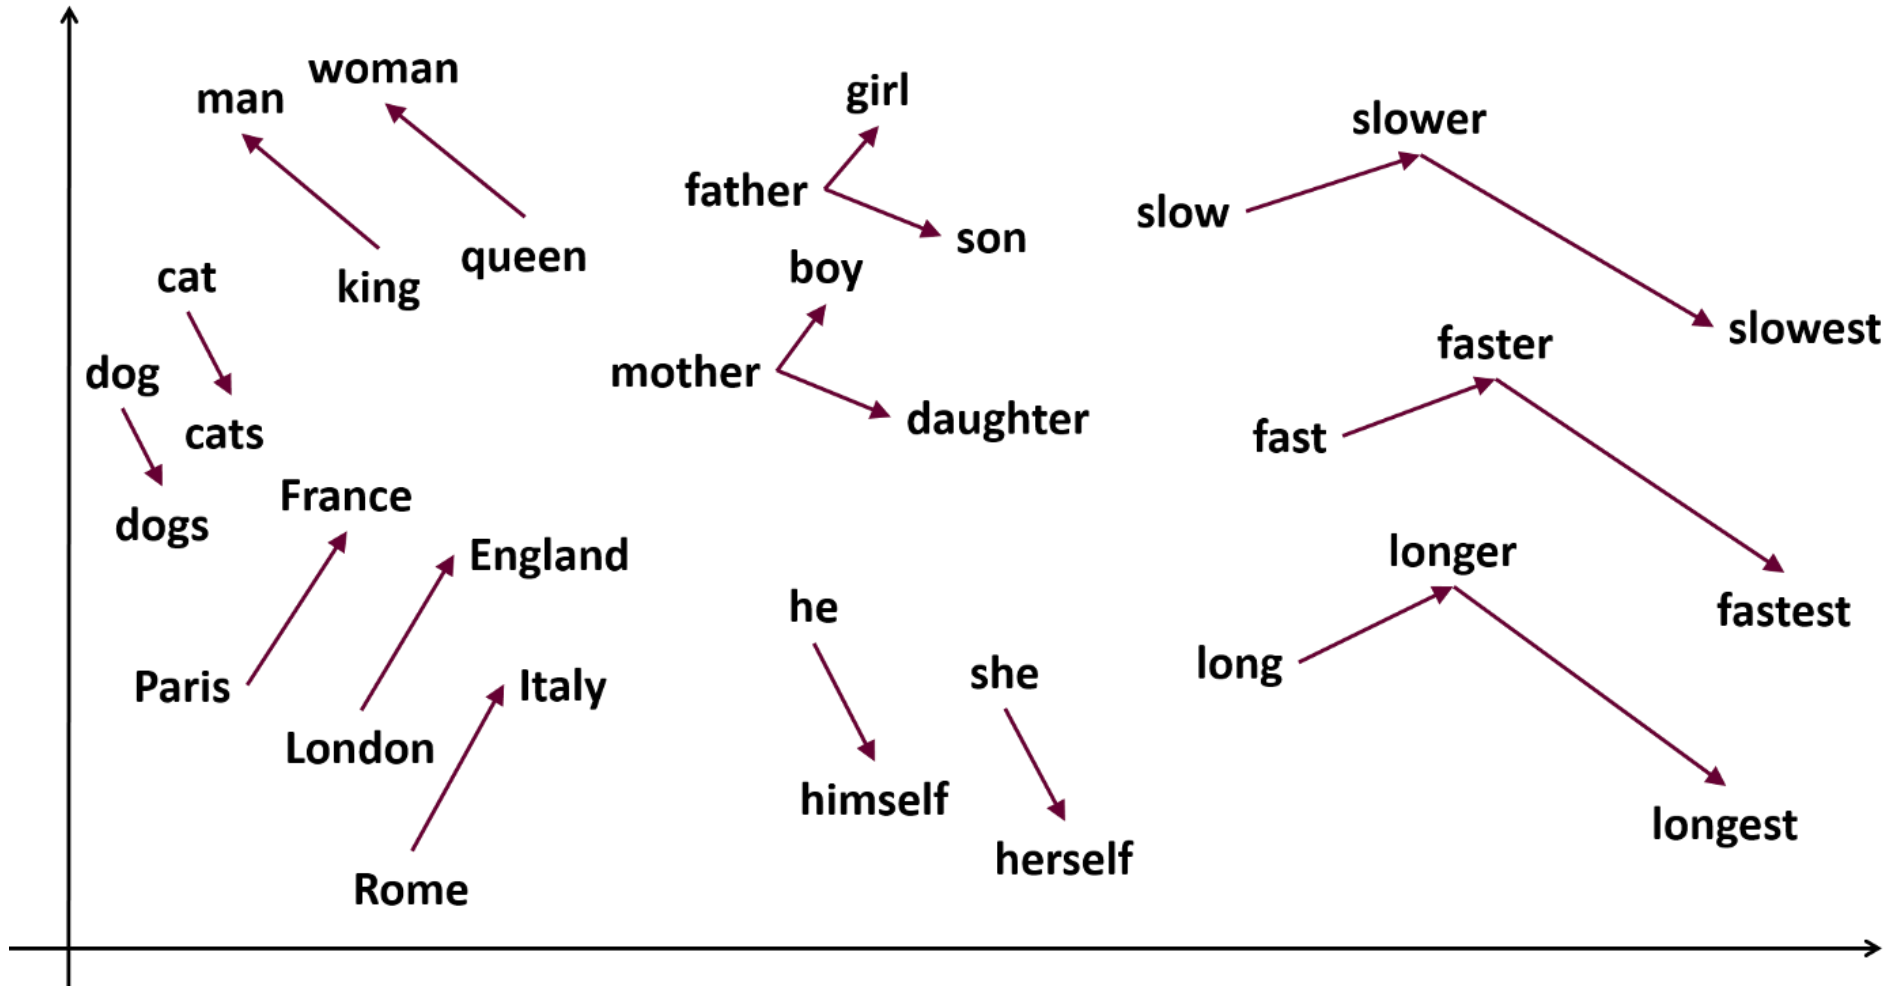 woman
man
girl
slower
father
slow
son
queen
boy
cat
king
slowest
faster
dog
mother
daughter
cats
fast
France
dogs
England
longer
he
fastest
long
she
Paris
Italy
London
himself
longest
herself
Rome